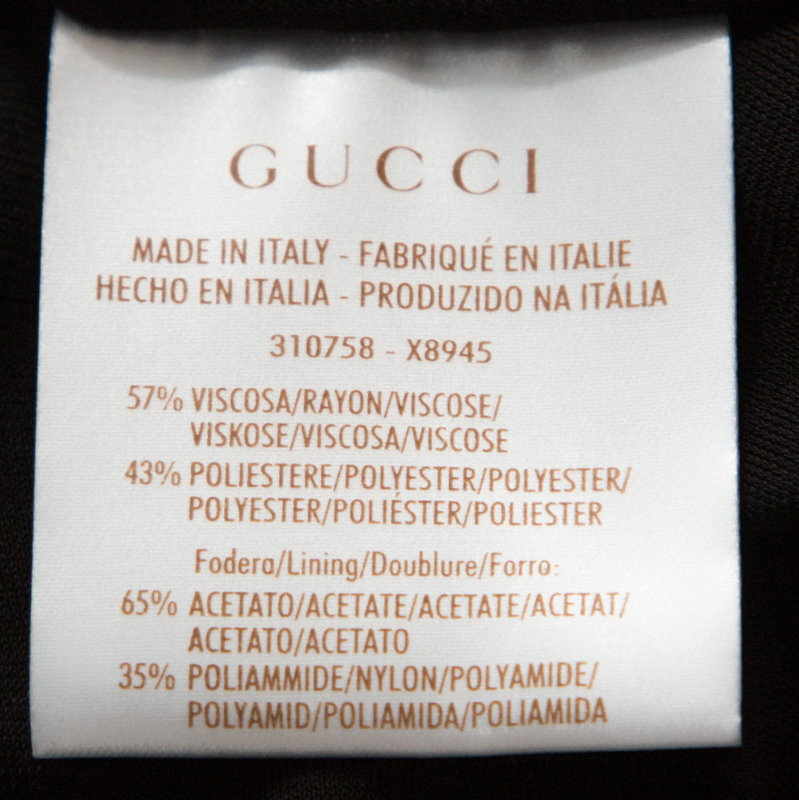 GUCCI
MADE IN ITALY - FABRIQUÉ EN ITALIE
HECHO EN ITALIA - PRODUZIDO NA ITÁLIA
310758 - X8945
57% VISCOSA/RAYON/VISCOSE/
VISKOSE/VISCOSA/VISCOSE
43% POLIESTERE/POLYESTER/POLYESTER/
POLYESTER/POLIÉSTER/POLIESTER
Fodera/Lining/Doublure/Forro:
65% ACETATO/ACETATE/ACETATE/ACETAT/
ACETATO/ACETATO
35% POLIAMMIDE/NYLON/POLYAMIDE/
POLYAMID/POLIAMIDA/POLIAMIDA